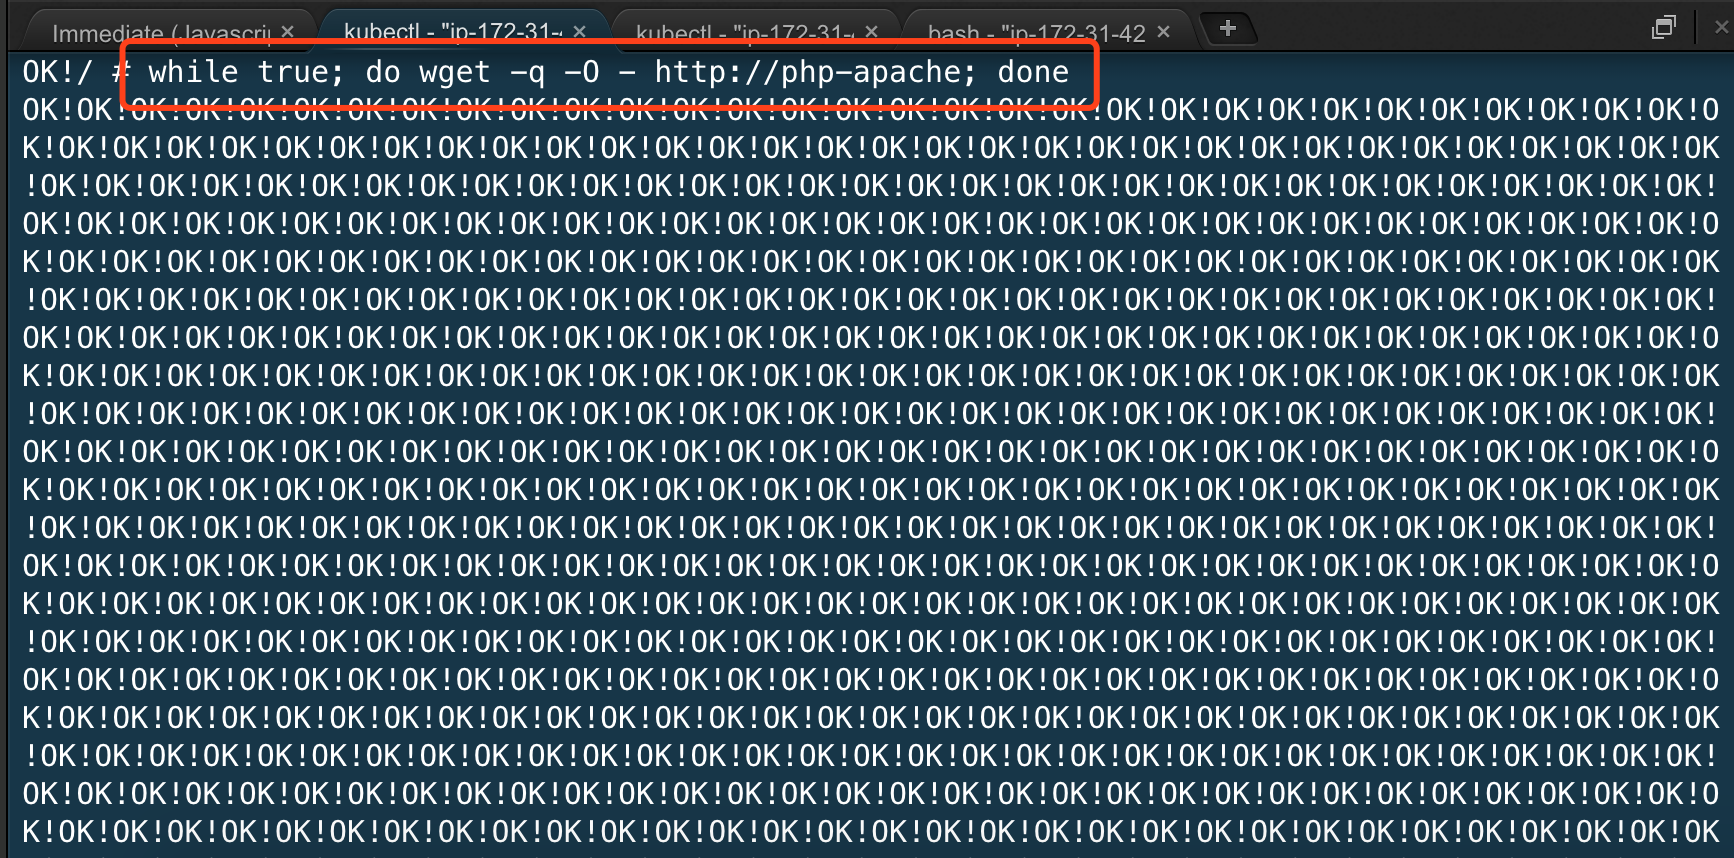 Immediate (Javascri × kubectl - "ip-172-31- × kubectl - "ip-172-31- × bash - "ip-172-31-42 ×
OK!/ # while true; do wget -q -O - http://php-apache; done
OK!OK!OK!OK!OK!OK!OK!OK!OK!OK!OK!OK!OK!OK!OK!OK!OK!OK!OK!OK!OK!OK!OK!OK!OK!OK!OK!OK!OK!OK!OK!O
K!OK!OK!OK!OK!OK!OK!OK!OK!OK!OK!OK!OK!OK!OK!OK!OK!OK!OK!OK!OK!OK!OK!OK!OK!OK!OK!OK!OK!OK!OK!OK
!OK!OK!OK!OK!OK!OK!OK!OK!OK!OK!OK!OK!OK!OK!OK!OK!OK!OK!OK!OK!OK!OK!OK!OK!OK!OK!OK!OK!OK!OK!OK!
OK!OK!OK!OK!OK!OK!OK!OK!OK!OK!OK!OK!OK!OK!OK!OK!OK!OK!OK!OK!OK!OK!OK!OK!OK!OK!OK!OK!OK!OK!OK!O
K!OK!OK!OK!OK!OK!OK!OK!OK!OK!OK!OK!OK!OK!OK!OK!OK!OK!OK!OK!OK!OK!OK!OK!OK!OK!OK!OK!OK!OK!OK!OK
!OK!OK!OK!OK!OK!OK!OK!OK!OK!OK!OK!OK!OK!OK!OK!OK!OK!OK!OK!OK!OK!OK!OK!OK!OK!OK!OK!OK!OK!OK!OK!
OK!OK!OK!OK!OK!OK!OK!OK!OK!OK!OK!OK!OK!OK!OK!OK!OK!OK!OK!OK!OK!OK!OK!OK!OK!OK!OK!OK!OK!OK!OK!O
K!OK!OK!OK!OK!OK!OK!OK!OK!OK!OK!OK!OK!OK!OK!OK!OK!OK!OK!OK!OK!OK!OK!OK!OK!OK!OK!OK!OK!OK!OK!OK
!OK!OK!OK!OK!OK!OK!OK!OK!OK!OK!OK!OK!OK!OK!OK!OK!OK!OK!OK!OK!OK!OK!OK!OK!OK!OK!OK!OK!OK!OK!OK!
OK!OK!OK!OK!OK!OK!OK!OK!OK!OK!OK!OK!OK!OK!OK!OK!OK!OK!OK!OK!OK!OK!OK!OK!OK!OK!OK!OK!OK!OK!OK!O
K!OK!OK!OK!OK!OK!OK!OK!OK!OK!OK!OK!OK!OK!OK!OK!OK!OK!OK!OK!OK!OK!OK!OK!OK!OK!OK!OK!OK!OK!OK!OK
!OK!OK!OK!OK!OK!OK!OK!OK!OK!OK!OK!OK!OK!OK!OK!OK!OK!OK!OK!OK!OK!OK!OK!OK!OK!OK!OK!OK!OK!OK!OK!
OK!OK!OK!OK!OK!OK!OK!OK!OK!OK!OK!OK!OK!OK!OK!OK!OK!OK!OK!OK!OK!OK!OK!OK!OK!OK!OK!OK!OK!OK!OK!O
K!OK!OK!OK!OK!OK!OK!OK!OK!OK!OK!OK!OK!OK!OK!OK!OK!OK!OK!OK!OK!OK!OK!OK!OK!OK!OK!OK!OK!OK!OK!OK
!OK!OK!OK!OK!OK!OK!OK!OK!OK!OK!OK!OK!OK!OK!OK!OK!OK!OK!OK!OK!OK!OK!OK!OK!OK!OK!OK!OK!OK!OK!OK!
OK!OK!OK!OK!OK!OK!OK!OK!OK!OK!OK!OK!OK!OK!OK!OK!OK!OK!OK!OK!OK!OK!OK!OK!OK!OK!OK!OK!OK!OK!OK!O
K!OK!OK!OK!OK!OK!OK!OK!OK!OK!OK!OK!OK!OK!OK!OK!OK!OK!OK!OK!OK!OK!OK!OK!OK!OK!OK!OK!OK!OK!OK!OK
!OK!OK!OK!OK!OK!OK!OK!OK!OK!OK!OK!OK!OK!OK!OK!OK!OK!OK!OK!OK!OK!OK!OK!OK!OK!OK!OK!OK!OK!OK!OK!
OK!OK!OK!OK!OK!OK!OK!OK!OK!OK!OK!OK!OK!OK!OK!OK!OK!OK!OK!OK!OK!OK!OK!OK!OK!OK!OK!OK!OK!OK!OK!O
K!OK!OK!OK!OK!OK!OK!OK!OK!OK!OK!OK!OK!OK!OK!OK!OK!OK!OK!OK!OK!OK!OK!OK!OK!OK!OK!OK!OK!OK!OK!OK